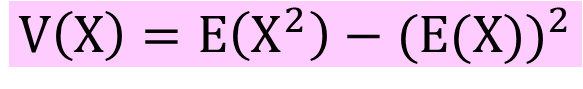 V(X) = E(X²) − (E(X))²